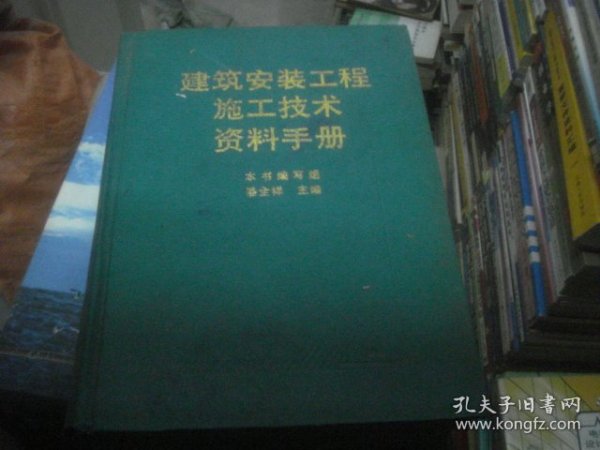 建筑安装工程
施工技术
资料手册
本书编写组
主编
孔夫子旧书网
www.kongfz.com